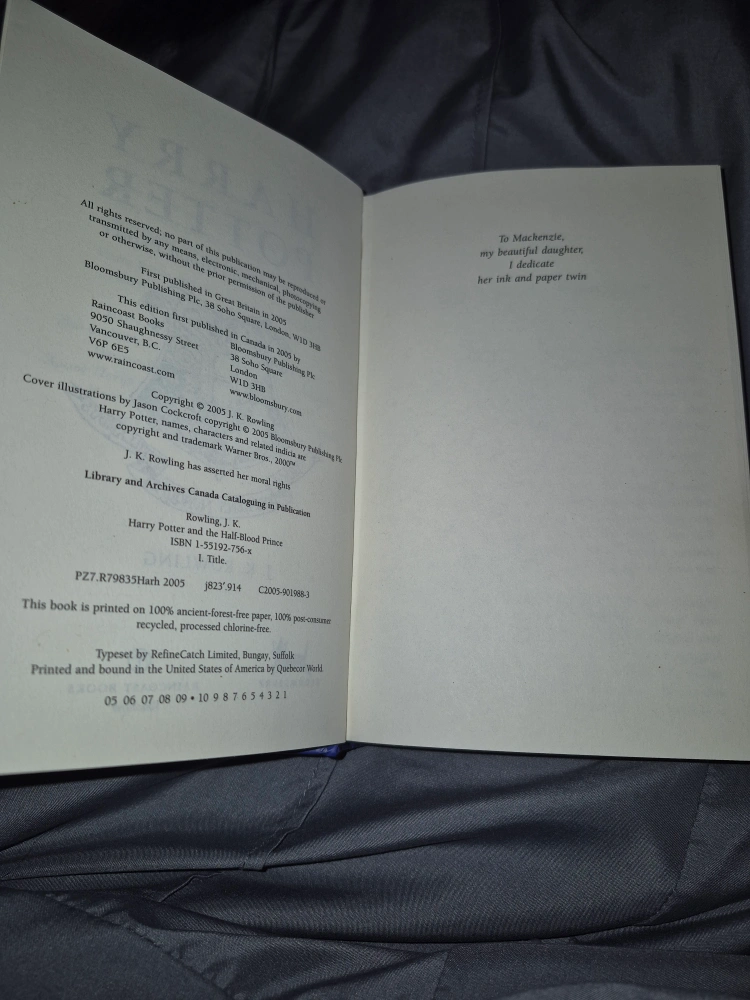 All rights reserved; no part of this publication may be reproduced or
transmitted by any means, electronic, mechanical, photocopying
or otherwise, without the prior permission of the publisher
First published in Great Britain in 2005
Bloomsbury Publishing Plc, 38 Soho Square, London, W1D 3HB
This edition first published in Canada in 2005 by
Raincoast Books
9050 Shaughnessy Street
Vancouver, B.C.
V6P 6E5
www.raincoast.com
Bloomsbury Publishing Plc
38 Soho Square
London
W1D 3HB
www.bloomsbury.com
Copyright © 2005 J. K. Rowling
Cover illustrations by Jason Cockcroft copyright © 2005 Bloomsbury Publishing Plc
Harry Potter, names, characters and related indicia are
copyright and trademark Warner Bros., 2000™
J. K. Rowling has asserted her moral rights
Library and Archives Canada Cataloguing in Publication
Rowling, J. K.
Harry Potter and the Half-Blood Prince
ISBN 1-55192-756-x
I. Title.
PZ7.R79835Harh 2005 j823'.914 C2005-901988-3
This book is printed on 100% ancient-forest-free paper, 100% post-consumer
recycled, processed chlorine-free.
Typeset by RefineCatch Limited, Bungay, Suffolk
Printed and bound in the United States of America by Quebecor World
05 06 07 08 09 • 10 9 8 7 6 5 4 3 2 1
To Mackenzie,
my beautiful daughter,
I dedicate
her ink and paper twin